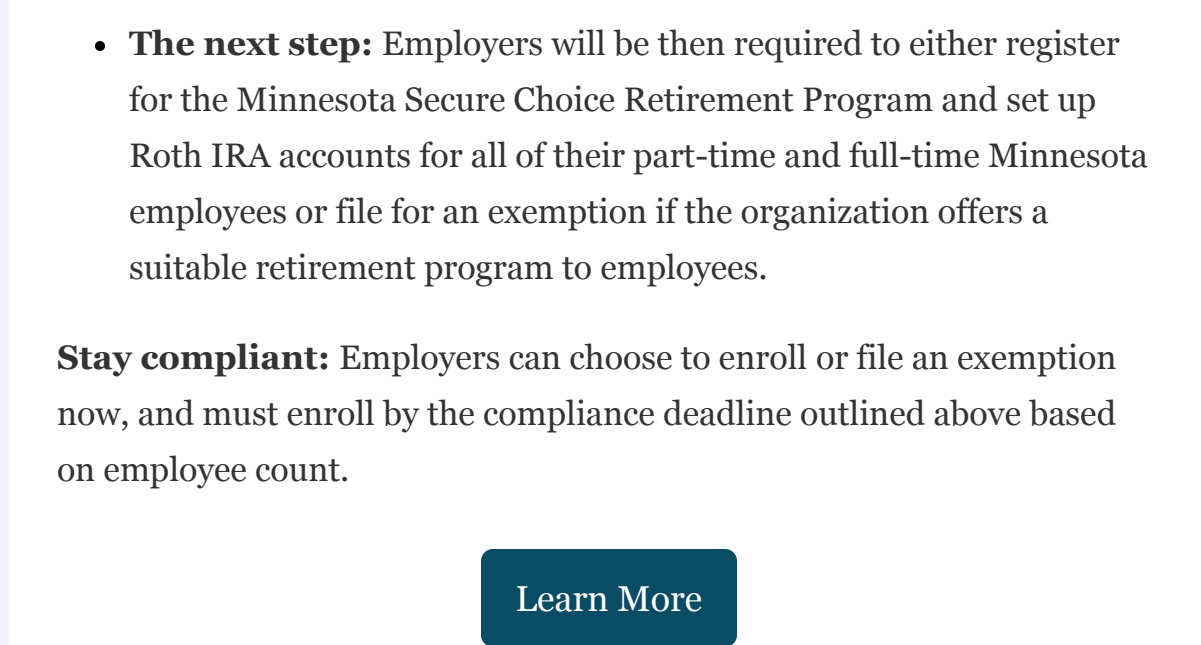 The next step: Employers will be then required to either register
for the Minnesota Secure Choice Retirement Program and set up
Roth IRA accounts for all of their part-time and full-time Minnesota
employees or file for an exemption if the organization offers a
suitable retirement program to employees.
Stay compliant: Employers can choose to enroll or file an exemption
now, and must enroll by the compliance deadline outlined above based
on employee count.
Learn More